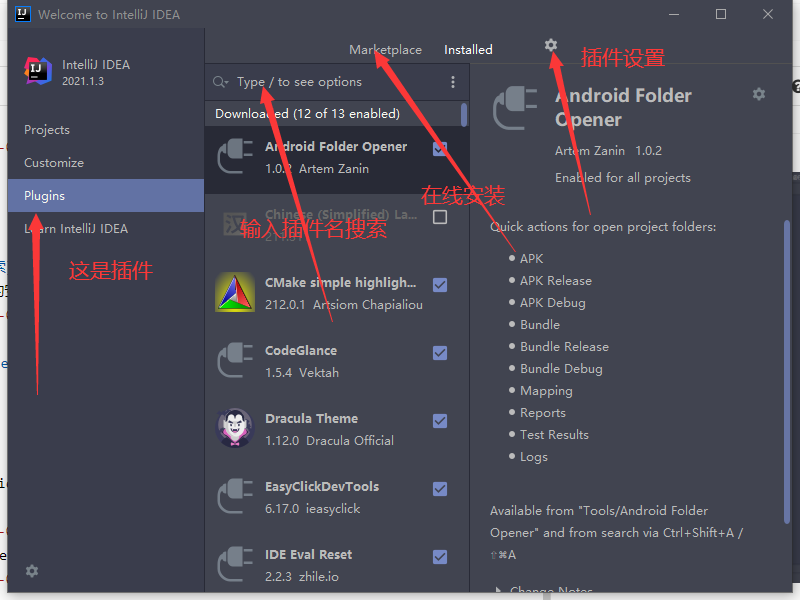 Welcome to IntelliJ IDEA
IntelliJ IDEA
2021.1.3
Projects
Customize
Plugins
Learn IntelliJ IDEA
这是插件
Marketplace
Installed
插件设置
Type / to see options
Downloaded (12 of 13 enabled)
Android Folder Opener
1.0.2 Artem Zanin
Chinese (Simplified) La...
输入插件名搜索
在线安装
CMake simple highligh...
212.0.1 Artsiom Chapialiou
CodeGlance
1.5.4 Vektah
Dracula Theme
1.12.0 Dracula Official
EasyClickDevTools
6.17.0 ieasyclick
IDE Eval Reset
2.2.3 zhile.io
Android Folder
Opener
Artem Zanin 1.0.2
Enabled for all projects
Quick actions for open project folders:
APK
APK Release
APK Debug
Bundle
Bundle Release
Bundle Debug
Mapping
Reports
Test Results
Logs
Available from "Tools/Android Folder
Opener" and from search via Ctrl+Shift+A /
⇧⌘A
Change Notes